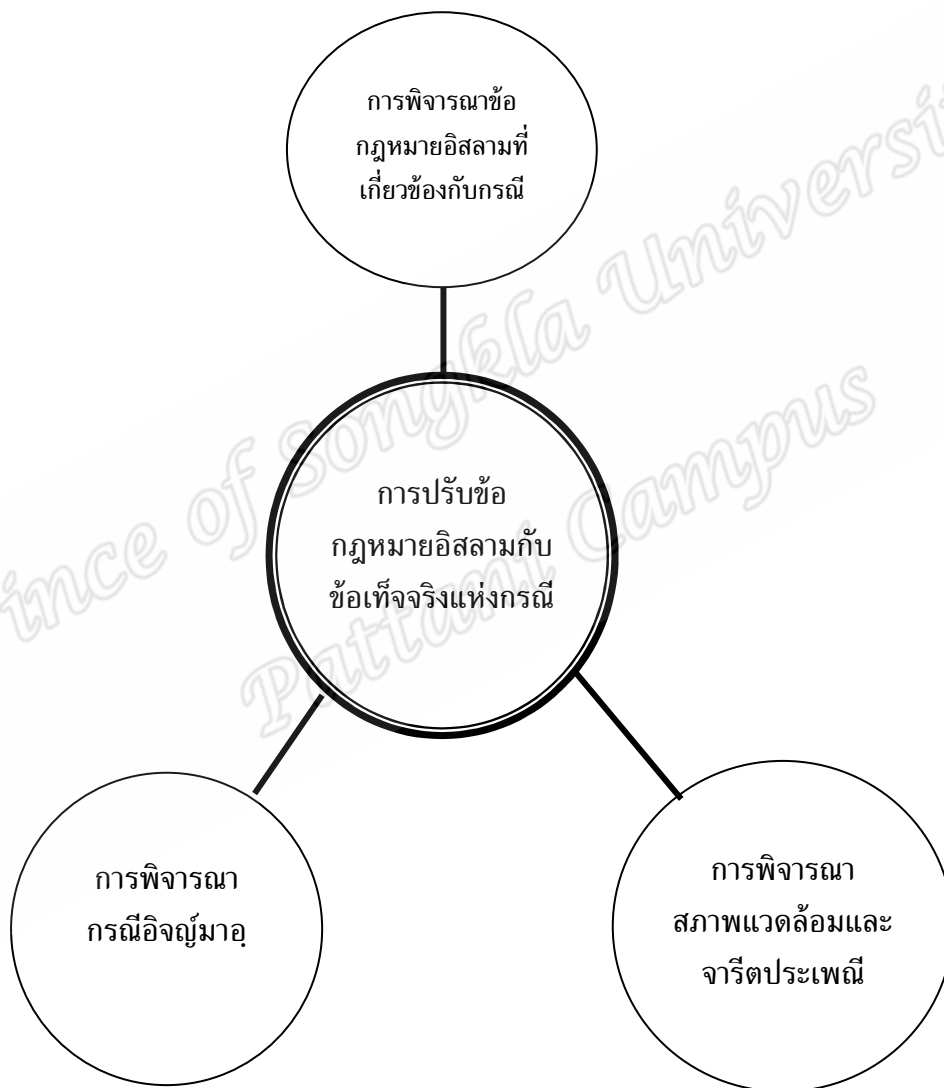 การพิจารณาข้อ
กฎหมายอิสลามที่
เกี่ยวข้องกับกรณี
การปรับข้อ
กฎหมายอิสลามกับ
ข้อเท็จจริงแห่งกรณี
การพิจารณา
กรณีอิจญ์มาอฺ
การพิจารณา
สภาพแวดล้อมและ
จารีตประเพณี
ince of Songkla Universit
Pattani Campus